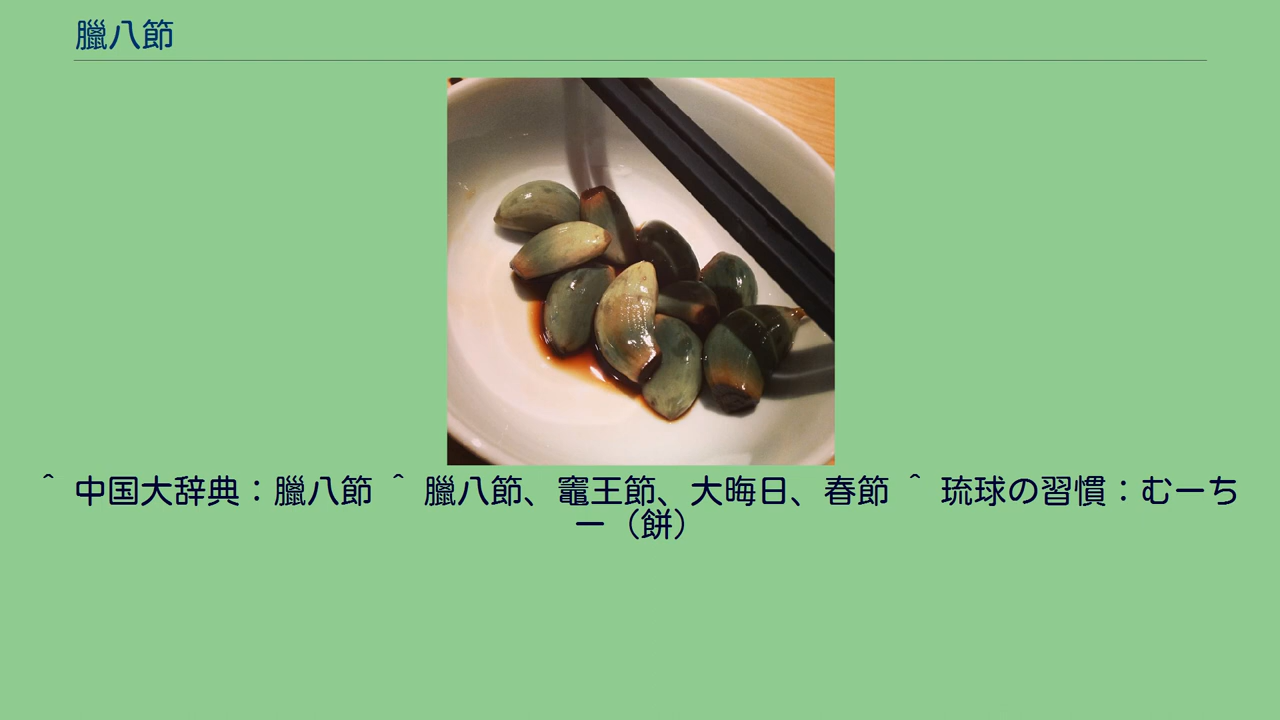 臘八節
^ 中国大辞典：臘八節 ^ 臘八節、竈王節、大晦日、春節 ^ 琉球の習慣：むーち
ー（餅）